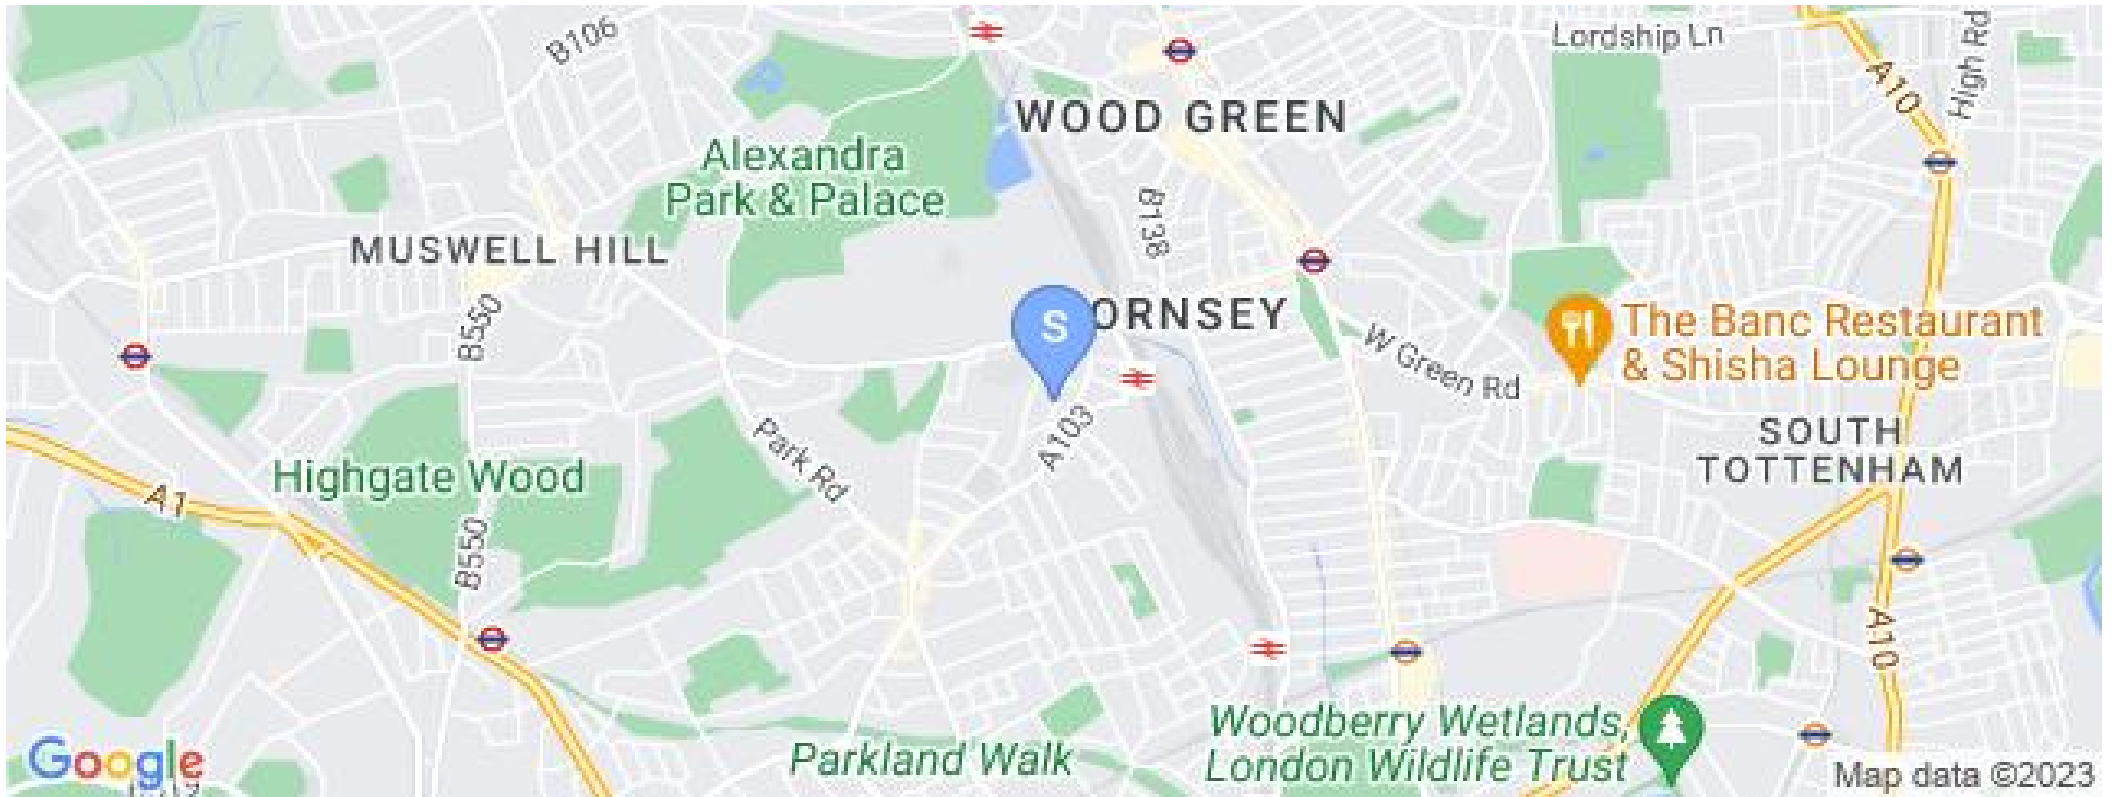 B106
Lordship Ln
A10
High Rd
WOOD GREEN
Alexandra
Park & Palace
B138
MUSWELL HILL
B550
S
ORNSEY
W Green Rd
The Banc Restaurant
& Shisha Lounge
A103
Park Rd
SOUTH
TOTTENHAM
Highgate Wood
A1
B550
A10
Woodberry Wetlands,
London Wildlife Trust
Parkland Walk
Google
Map data ©2023